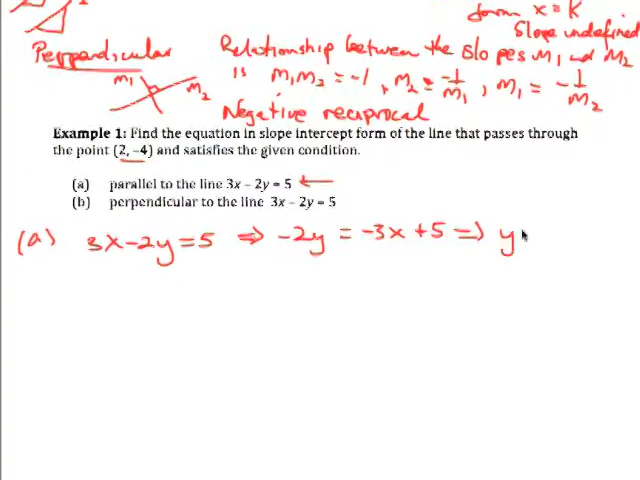 form x = K
Slope undefined
Perpendicular Relationship between the slopes m₁ and m₂
is m₁m₂ = -1, m₂ = -1/m₁, m₁ = -1/m₂
m₁ m₂
Negative reciprocal
Example 1: Find the equation in slope intercept form of the line that passes through
the point (2, -4) and satisfies the given condition.
(a) parallel to the line 3x - 2y = 5 ←
(b) perpendicular to the line 3x - 2y = 5
(a) 3x-2y=5 ⇒ -2y = -3x +5 ⇒ y